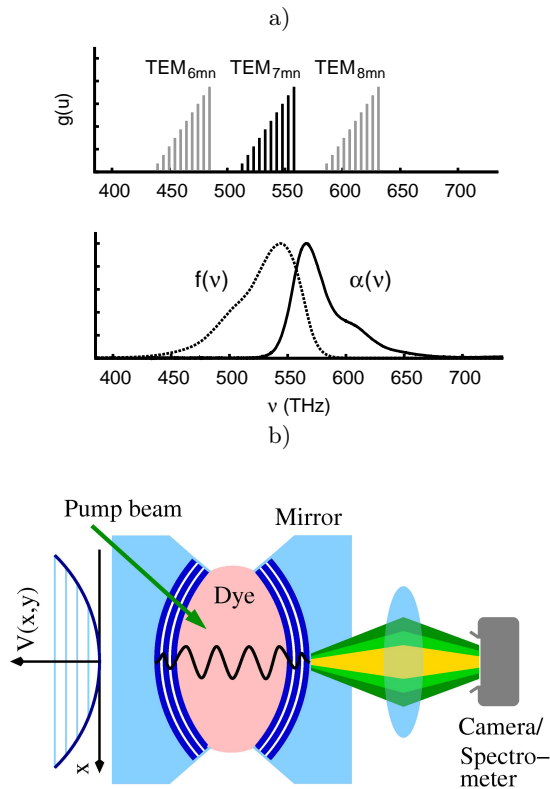 a)
TEM6mn TEM7mn TEM8mn
g(u)
400 450 500 550 600 650 700
f(ν) α(ν)
400 450 500 550 600 650 700
ν (THz)
b)
Pump beam
Mirror
Dye
V(x,y)
x
Camera/
Spectro–
meter